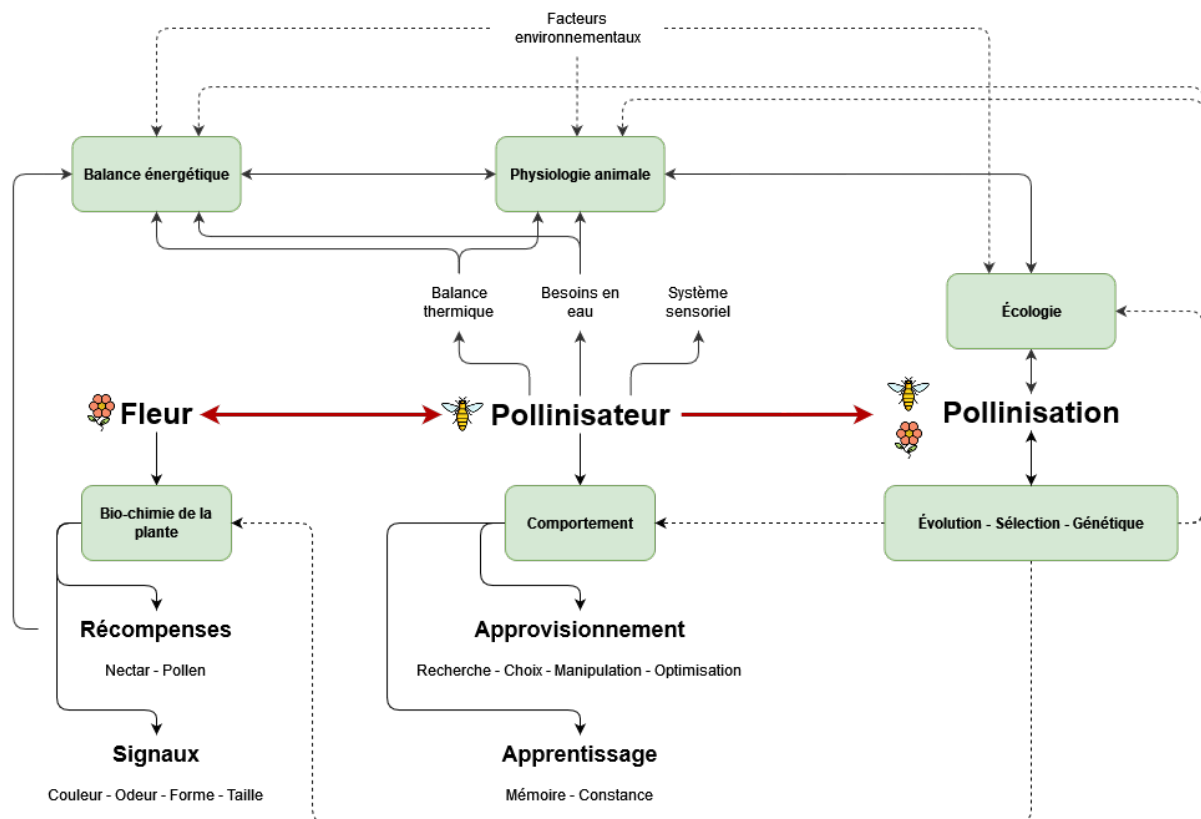 Facteurs
environnementaux
Balance énergétique
Physiologie animale
Balance
thermique
Besoins en
eau
Système
sensoriel
Écologie
Fleur
Pollinisateur
Pollinisation
Bio-chimie de la
plante
Comportement
Évolution - Sélection - Génétique
Récompenses
Nectar - Pollen
Approvisionnement
Recherche - Choix - Manipulation - Optimisation
Signaux
Couleur - Odeur - Forme - Taille
Apprentissage
Mémoire - Constance